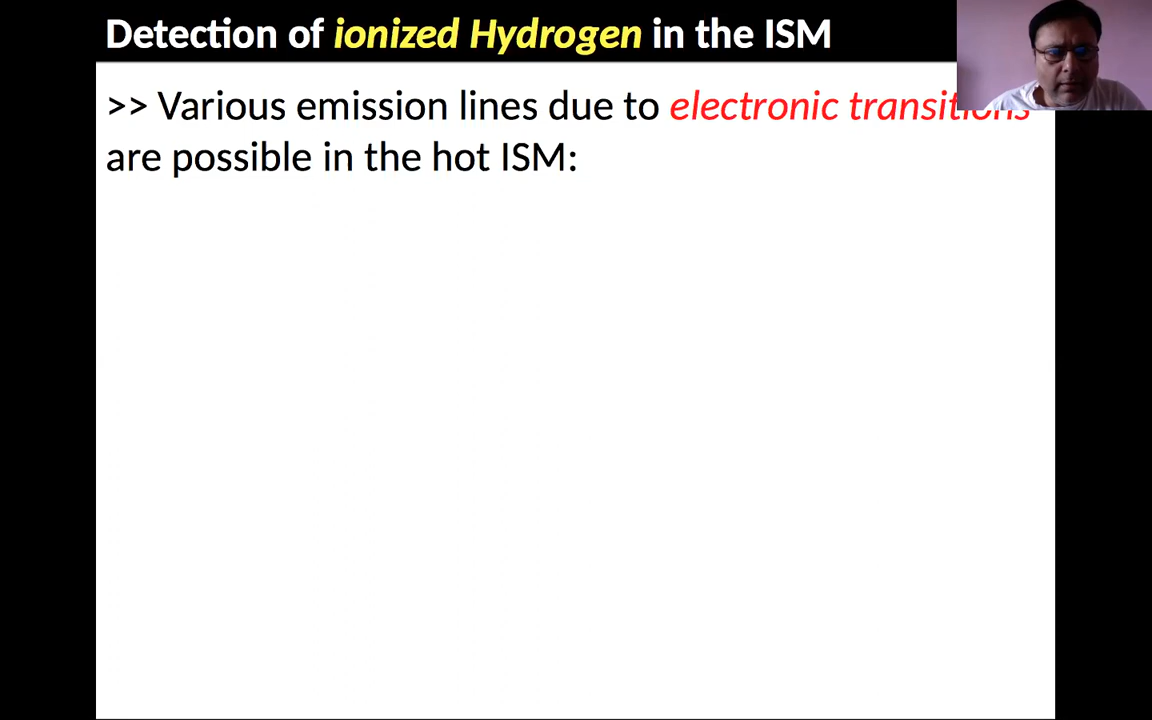 Detection of ionized Hydrogen in the ISM
>> Various emission lines due to electronic transitions
are possible in the hot ISM: